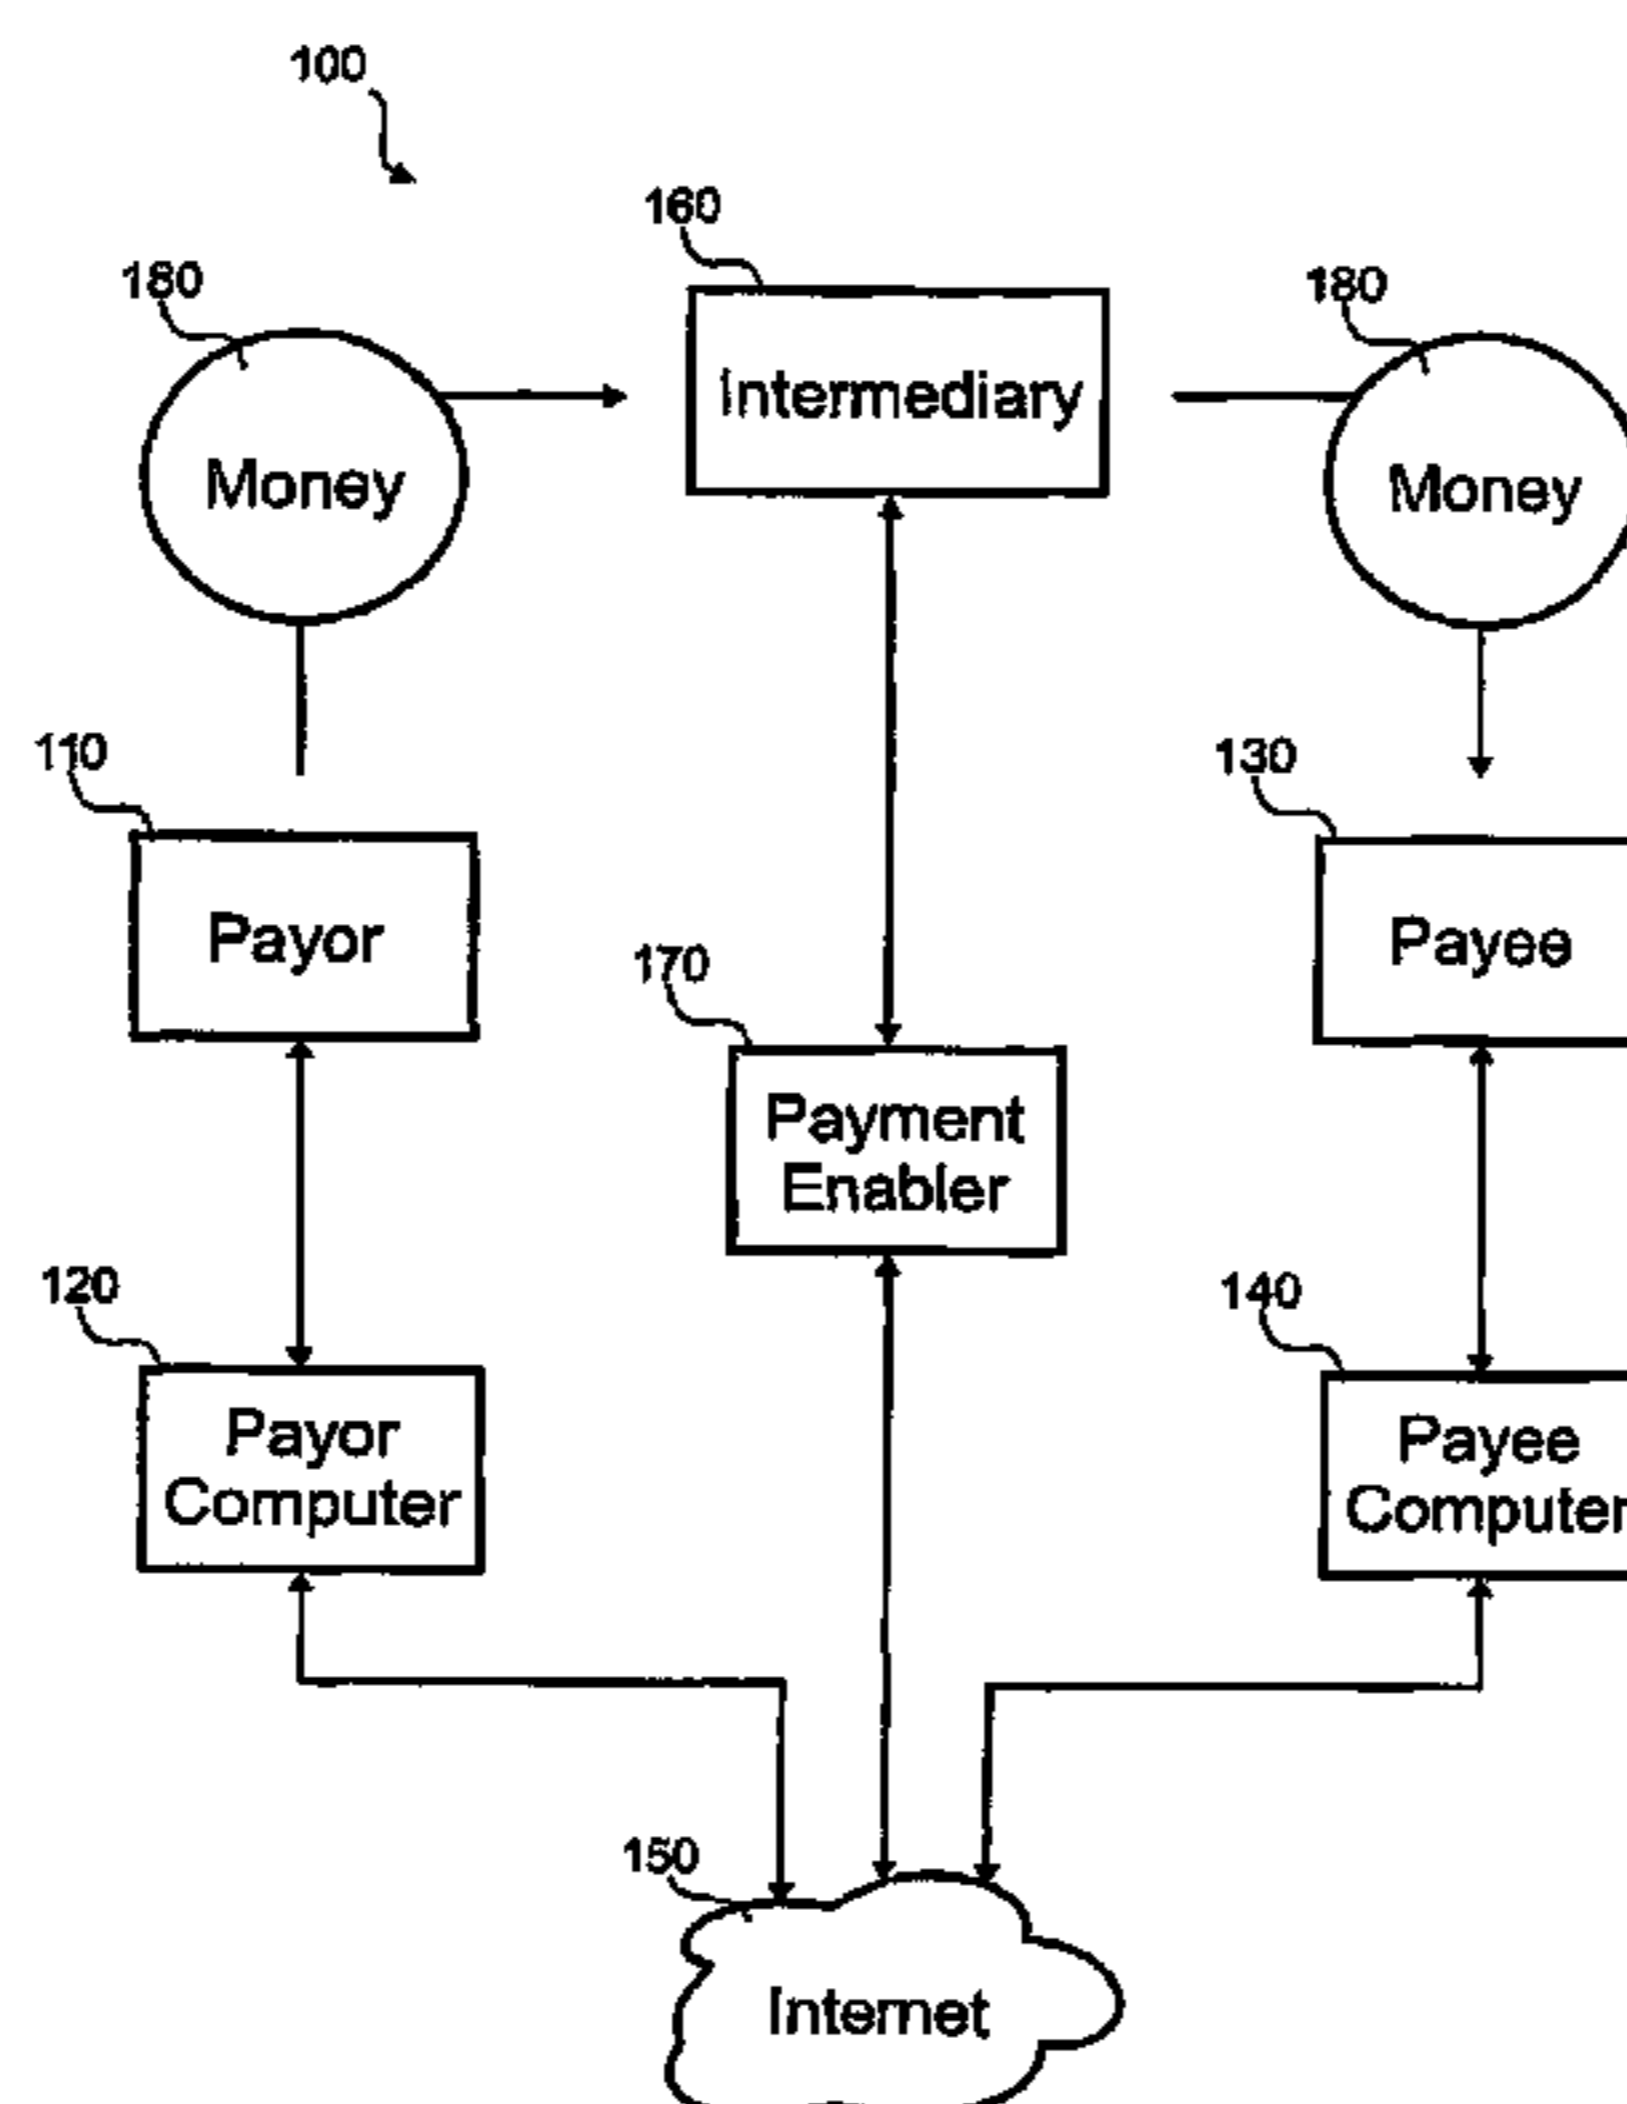 100
160
180
180
Intermediary
Money
Money
110
130
Payor
Payee
170
Payment
Enabler
120
140
Payor
Computer
Payee
Computer
150
Internet